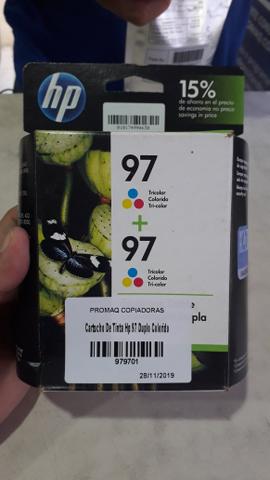 hp
15%
de ahorro en el precio
de economia no preço
savings in price
97
Tricolor
Colorido
Tri-color
+
97
Tricolor
Colorido
Tri-color
PROMAQ COPIADORAS
Cartucho De Tinta Hp 97 Duplo Colorido
979701
28/11/2019